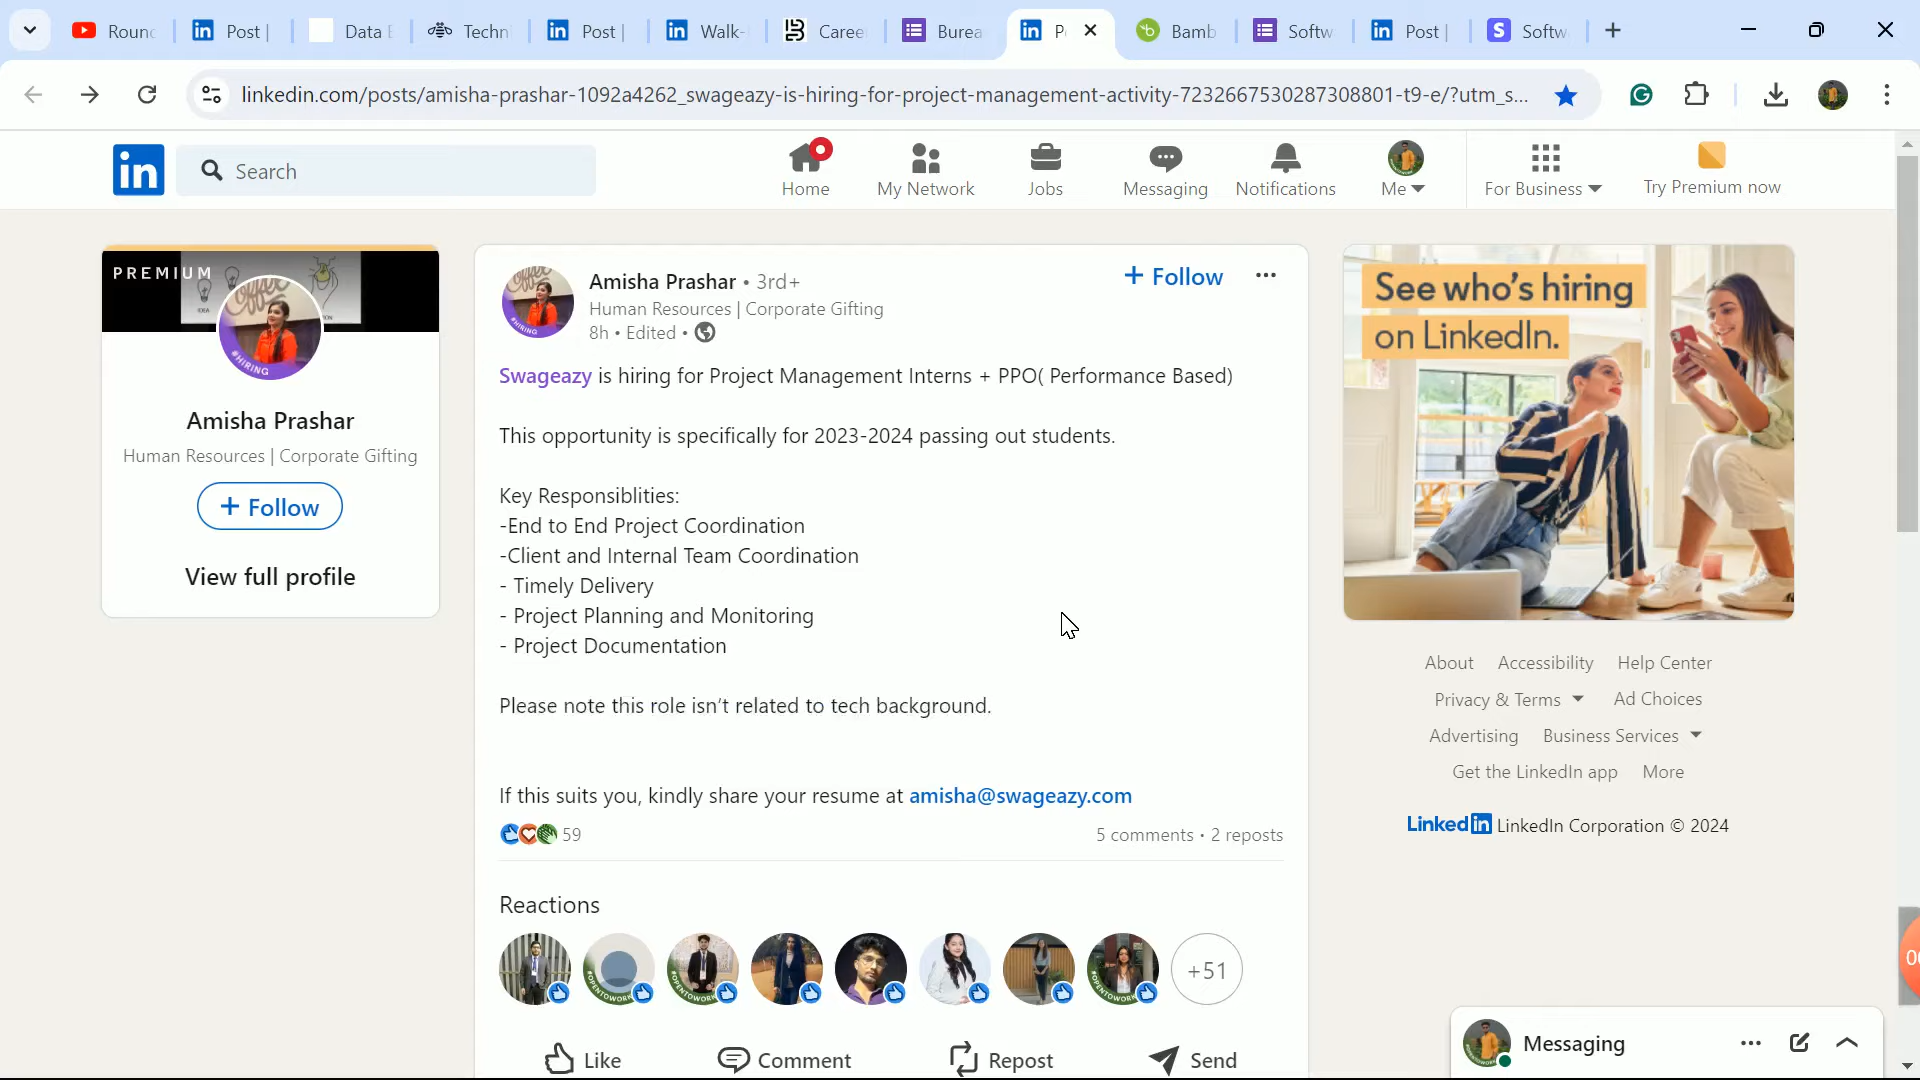 Roun
Post |
Data
Techn
Post |
Walk-
Caree
Burea
P
Bamb
Softw
Post |
Softw
linkedin.com/posts/amisha-prashar-1092a4262_swageazy-is-hiring-for-project-management-activity-7232667530287308801-t9-e/?utm_s...
in
Search
Home
My Network
Jobs
Messaging
Notifications
Me
For Business
Try Premium now
PREMIUM
#HIRING
Amisha Prashar
Human Resources | Corporate Gifting
+ Follow
View full profile
Amisha Prashar • 3rd+
Human Resources | Corporate Gifting
8h • Edited •
+ Follow
Swageazy is hiring for Project Management Interns + PPO( Performance Based)
This opportunity is specifically for 2023-2024 passing out students.
Key Responsiblities:
-End to End Project Coordination
-Client and Internal Team Coordination
- Timely Delivery
- Project Planning and Monitoring
- Project Documentation
Please note this role isn't related to tech background.
If this suits you, kindly share your resume at amisha@swageazy.com
59
5 comments • 2 reposts
Reactions
+51
Like
Comment
Repost
Send
See who's hiring
on LinkedIn.
About
Accessibility
Help Center
Privacy & Terms
Ad Choices
Advertising
Business Services
Get the LinkedIn app
More
LinkedIn LinkedIn Corporation © 2024
Messaging